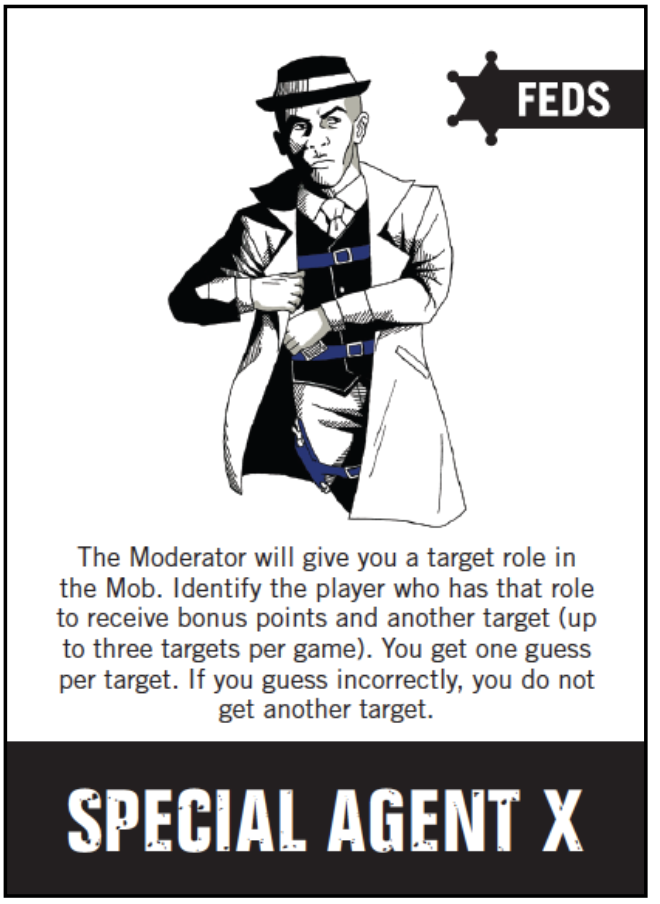 FEDS
The Moderator will give you a target role in
the Mob. Identify the player who has that role
to receive bonus points and another target (up
to three targets per game). You get one guess
per target. If you guess incorrectly, you do not
get another target.
SPECIAL AGENT X